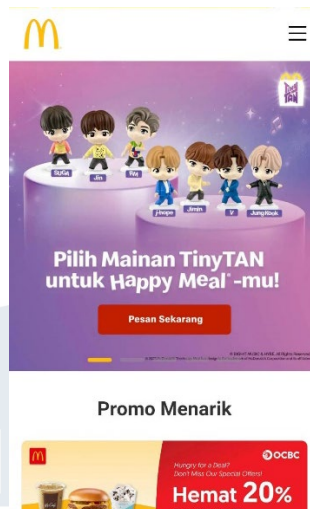 TinyTAN
SUGA
Jin
RM
j-hope
Jimin
V
Jung Kook
Pilih Mainan TinyTAN
untuk Happy Meal®-mu!
Pesan Sekarang
Promo Menarik
OCBC
Hungry for a Deal?
Don't Miss Our Special Offers!
Hemat 20%